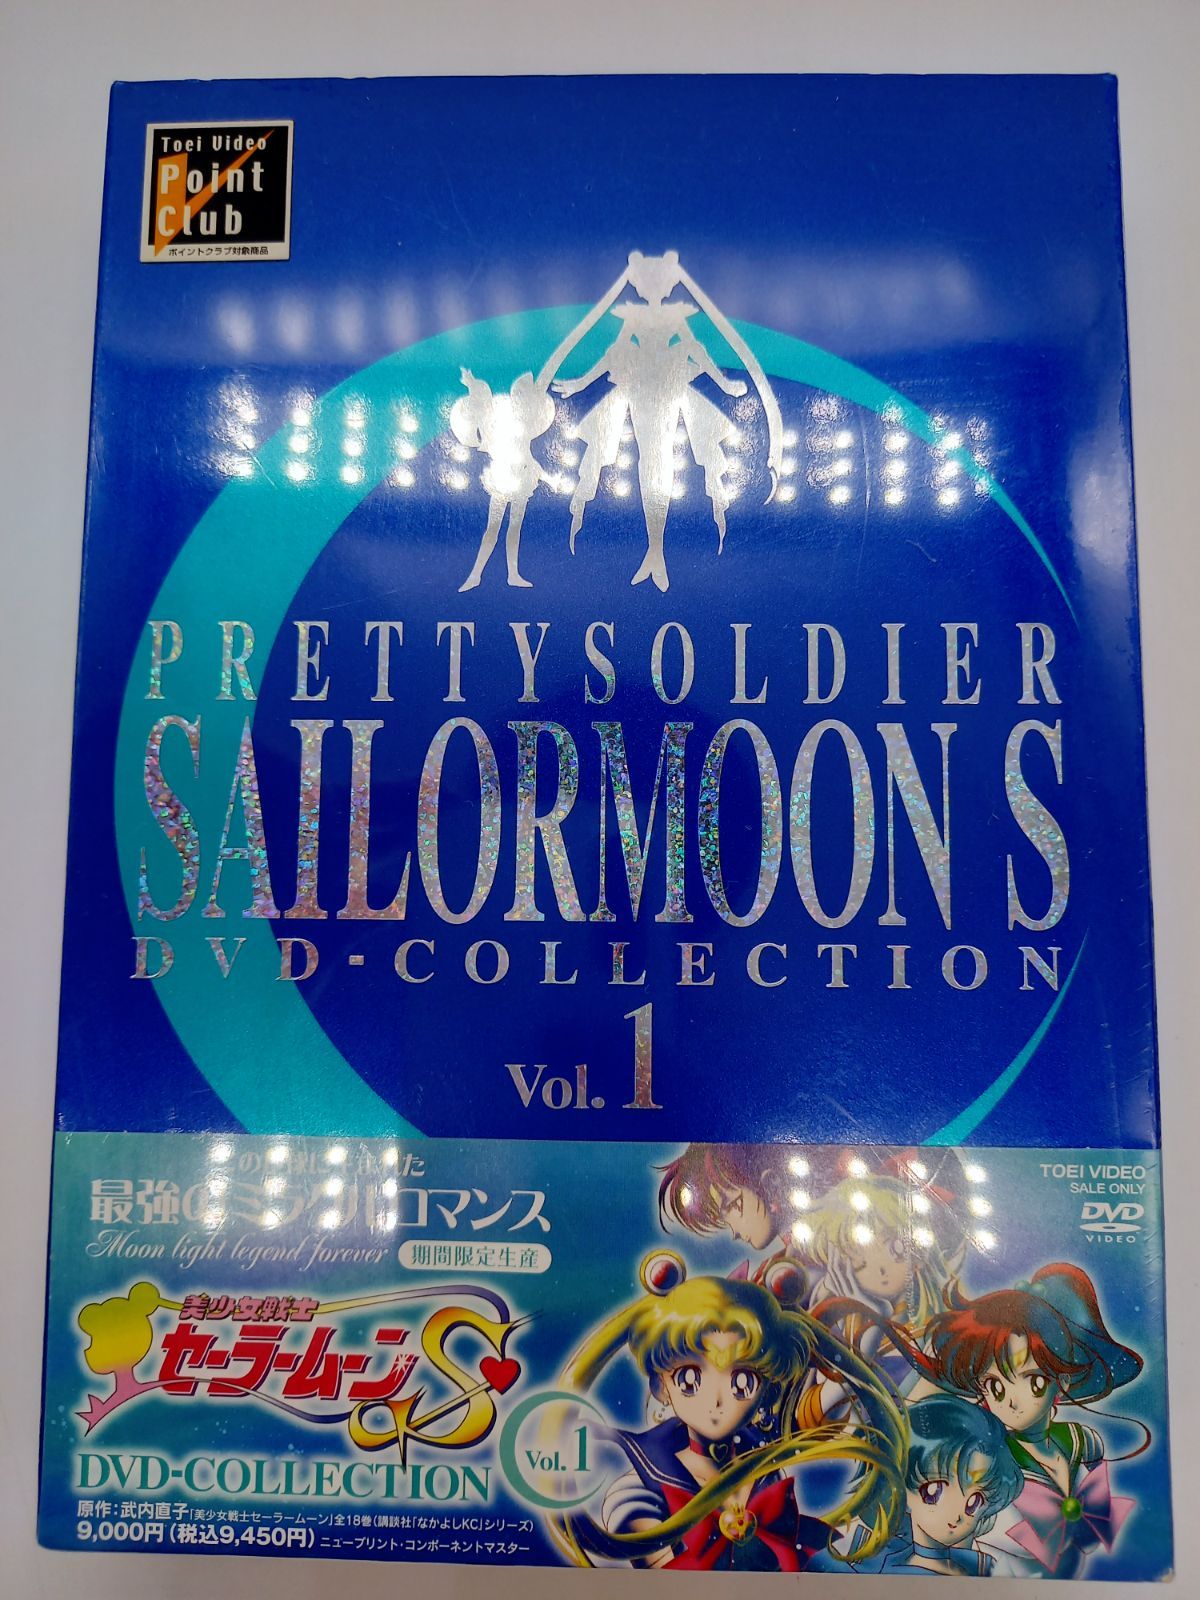 Toei Video
Point
Club
ポイントクラブ対象商品
PRETTY SOLDIER
SAILORMOON S
DVD-COLLECTION
Vol. 1
最強のミラクルロマンス
Moon light legend forever
期間限定生産
TOEI VIDEO
SALE ONLY
DVD
VIDEO
美少女戦士
セーラームーンS
DVD-COLLECTION
Vol. 1
原作:武内直子「美少女戦士セーラームーン」全18巻(講談社「なかよしKC」シリーズ)
9,000円(税込9,450円) ニュープリント・コンポーネントマスター